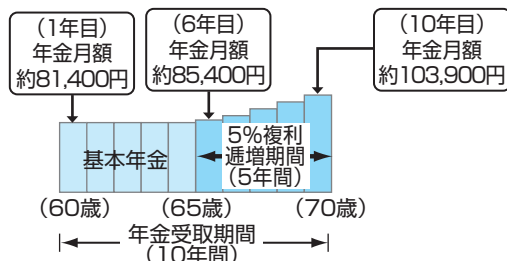 (1年目)
年金月額
約81,400円
(6年目)
年金月額
約85,400円
(10年目)
年金月額
約103,900円
基本年金
5%複利
逓増期間
(5年間)
(60歳)
(65歳)
(70歳)
年金受取期間
(10年間)